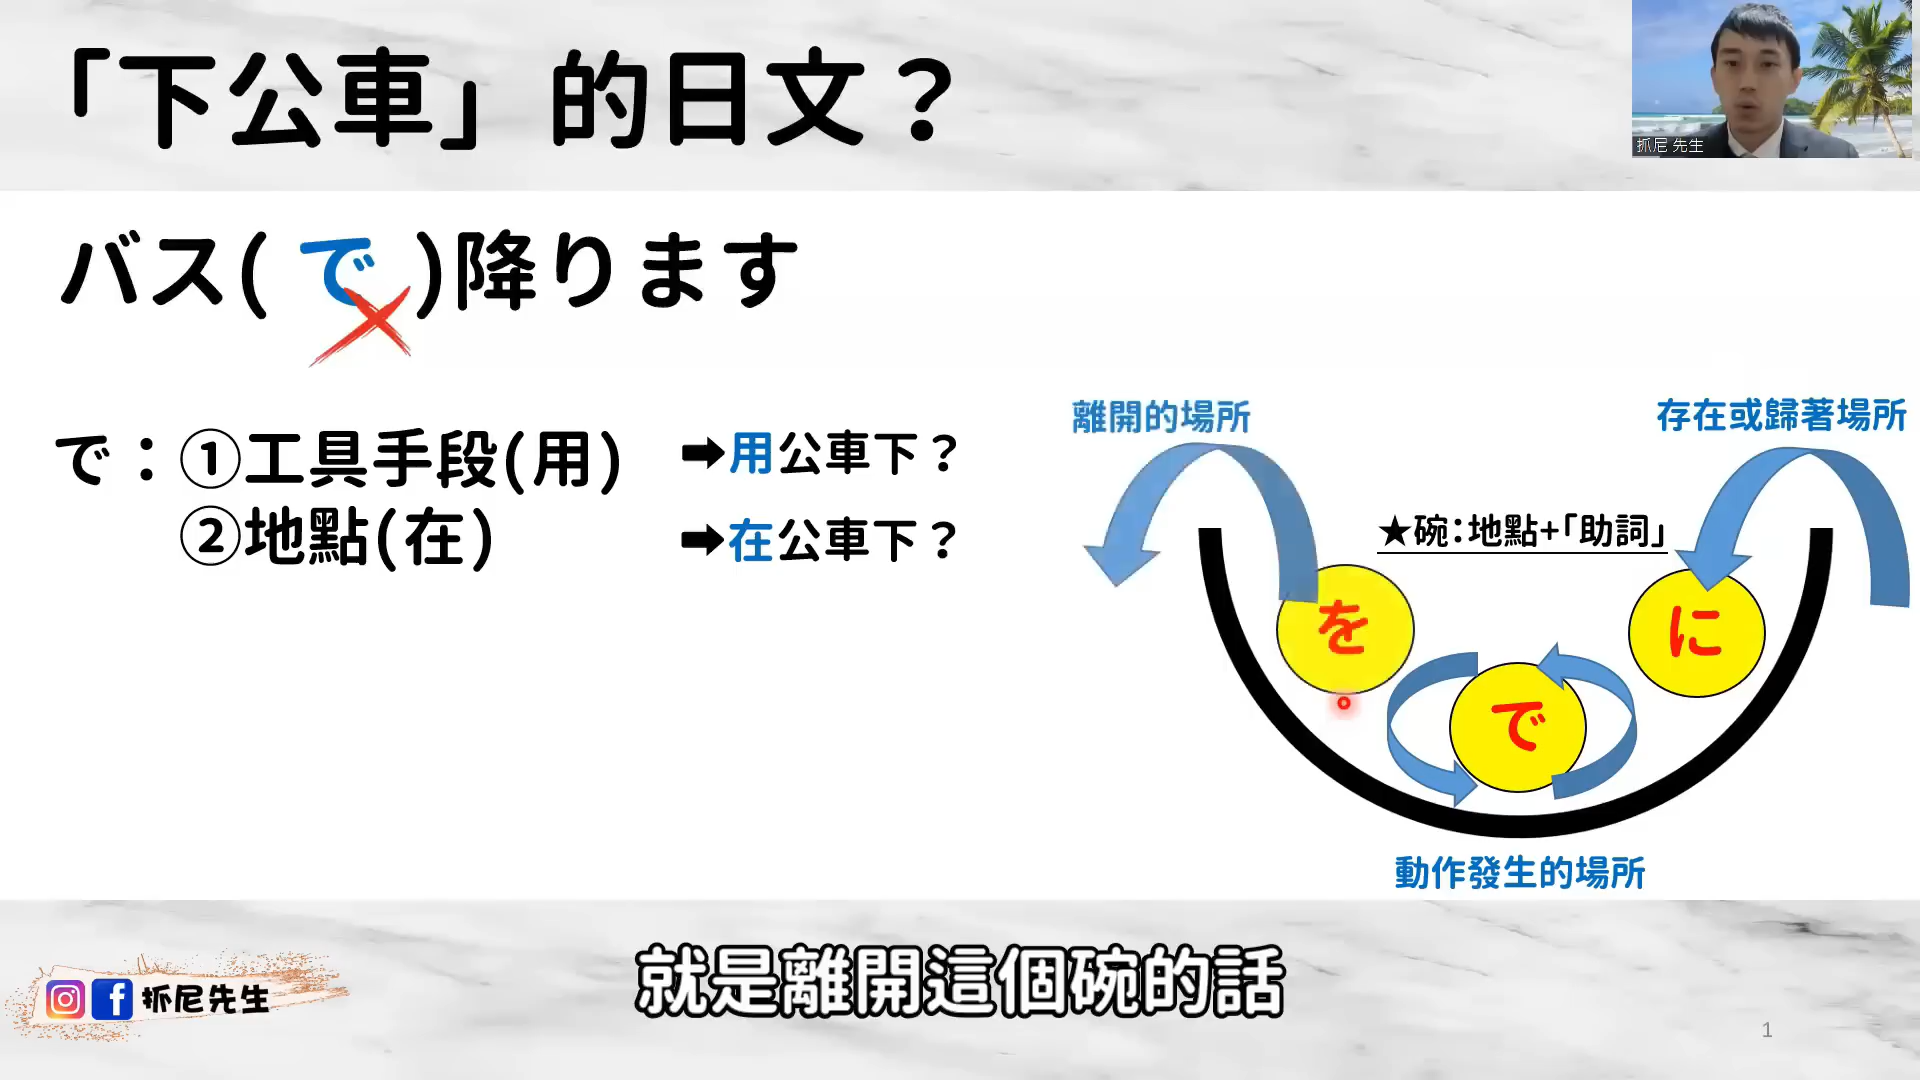 「下公車」的日文？
抓尼 先生
バス( で )降ります
で：①工具手段(用)
➡用公車下？
②地點(在)
➡在公車下？
離開的場所
存在或歸著場所
★碗：地點+「助詞」
を
に
で
動作發生的場所
就是離開這個碗的話
抓尼先生
1